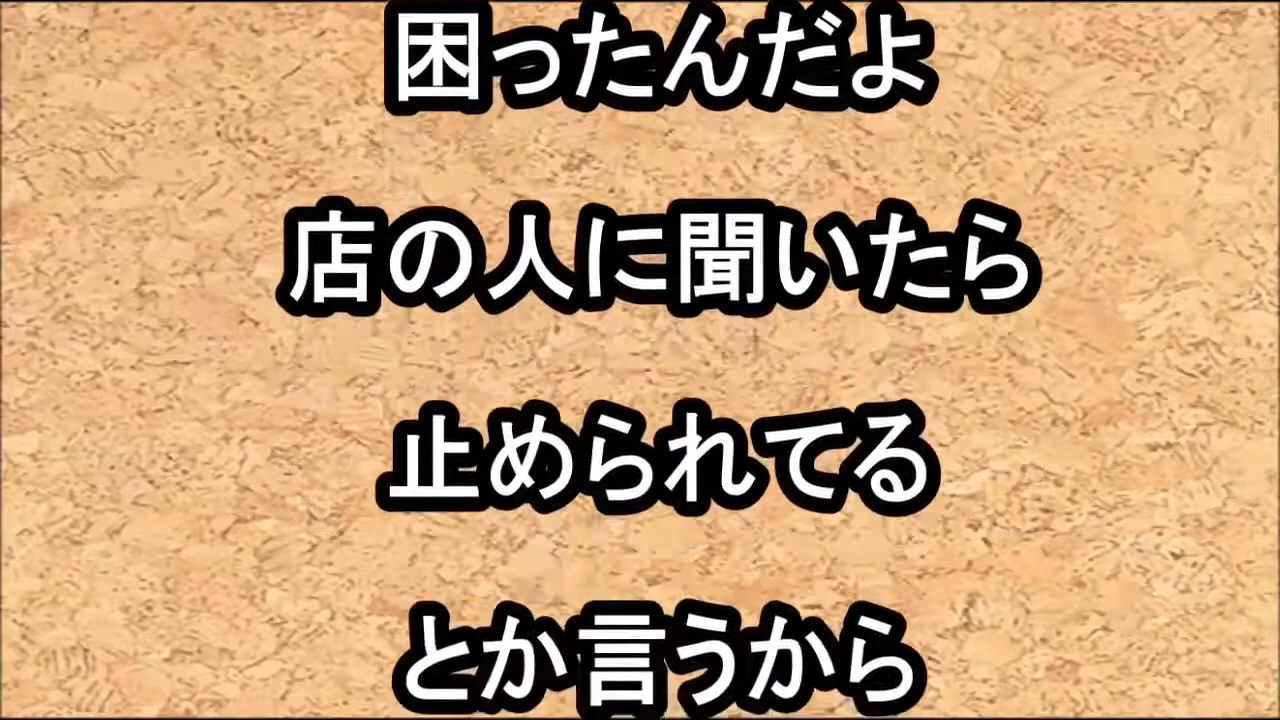 困ったんだよ
店の人に聞いたら
止められてる
とか言うから